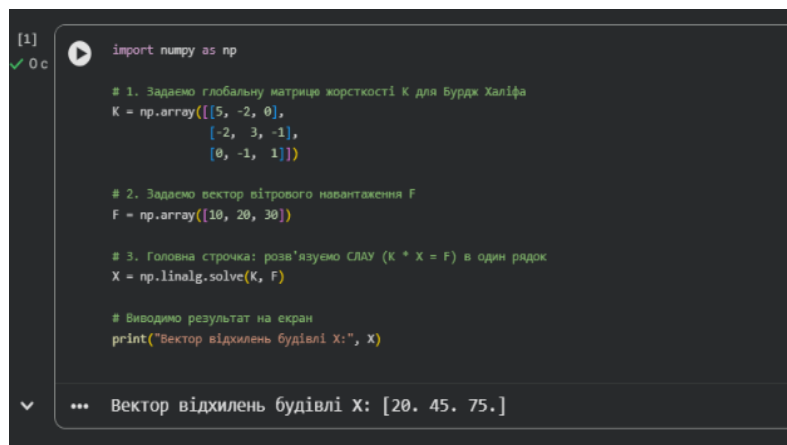 [1]
0 с
import numpy as np
# 1. Задаємо глобальну матрицю жорсткості K для Бурдж Халіфа
K = np.array([[5, -2, 0],
[-2, 3, -1],
[0, -1, 1]])
# 2. Задаємо вектор вітрового навантаження F
F = np.array([10, 20, 30])
# 3. Головна строчка: розв'язуємо СЛАУ (K * X = F) в один рядок
X = np.linalg.solve(K, F)
# Виводимо результат на екран
print("Вектор відхилень будівлі X:", X)
Вектор відхилень будівлі X: [20. 45. 75.]